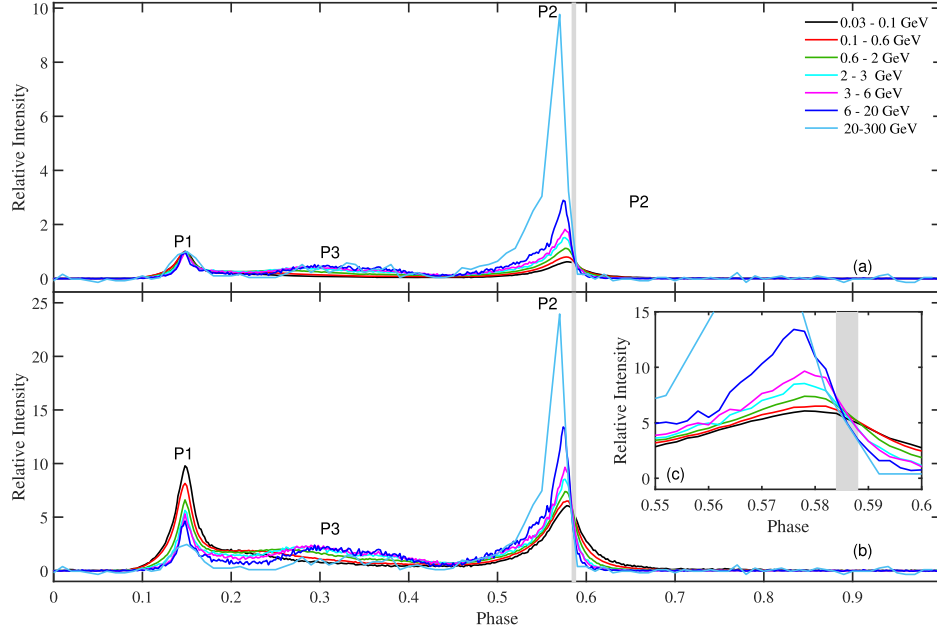 P2
10
8
6
4
2
0
Relative Intensity
P1
P3
P2
(a)
0.03 - 0.1 GeV
0.1 - 0.6 GeV
0.6 - 2 GeV
2 - 3 GeV
3 - 6 GeV
6 - 20 GeV
20-300 GeV
25
20
15
10
5
0
Relative Intensity
P1
P3
P2
(b)
0 0.1 0.2 0.3 0.4 0.5 0.6 0.7 0.8 0.9
Phase
15
10
5
0
Relative Intensity
(c)
0.55 0.56 0.57 0.58 0.59 0.6
Phase